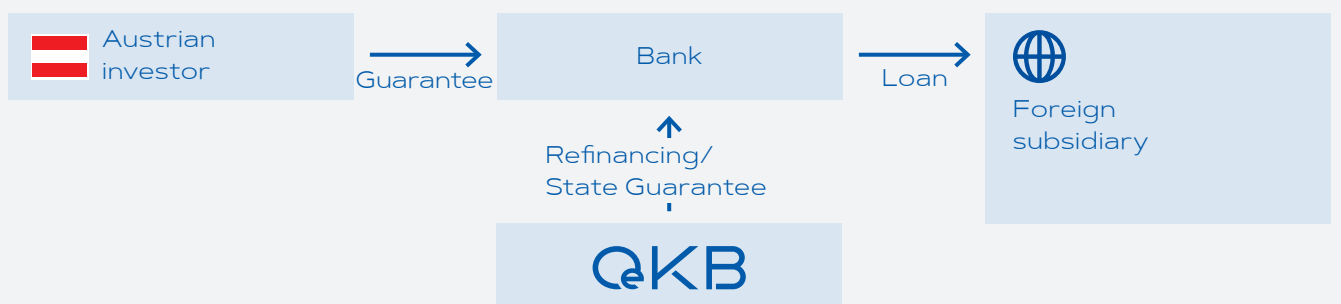 Austrian
investor
Guarantee
Bank
Loan
Foreign
subsidiary
Refinancing/
State Guarantee
OeKB